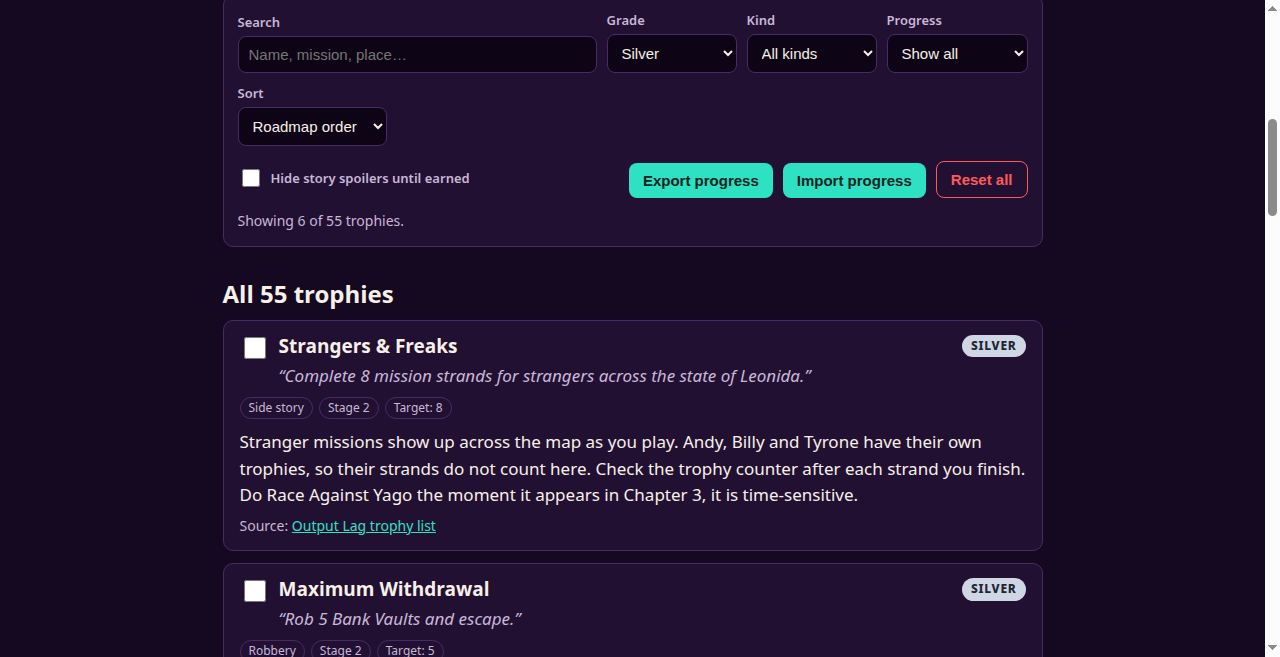 Search
Grade
Kind
Progress
Name, mission, place…
Silver
All kinds
Show all
Sort
Roadmap order
Hide story spoilers until earned
Export progress
Import progress
Reset all
Showing 6 of 55 trophies.
All 55 trophies
Strangers & Freaks
SILVER
“Complete 8 mission strands for strangers across the state of Leonida.”
Side story
Stage 2
Target: 8
Stranger missions show up across the map as you play. Andy, Billy and Tyrone have their own
trophies, so their strands do not count here. Check the trophy counter after each strand you finish.
Do Race Against Yago the moment it appears in Chapter 3, it is time-sensitive.
Source: Output Lag trophy list
Maximum Withdrawal
SILVER
“Rob 5 Bank Vaults and escape.”
Robbery
Stage 2
Target: 5